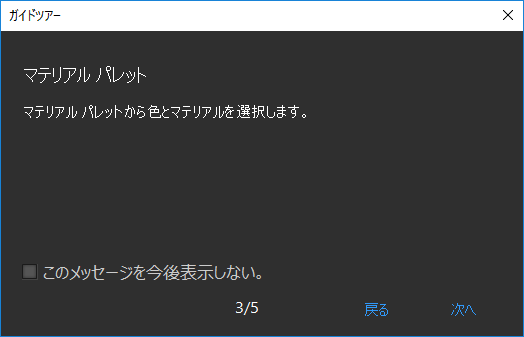 ガイドツアー
マテリアル パレット
マテリアル パレットから色とマテリアルを選択します。
このメッセージを今後表示しない。
3/5 戻る 次へ